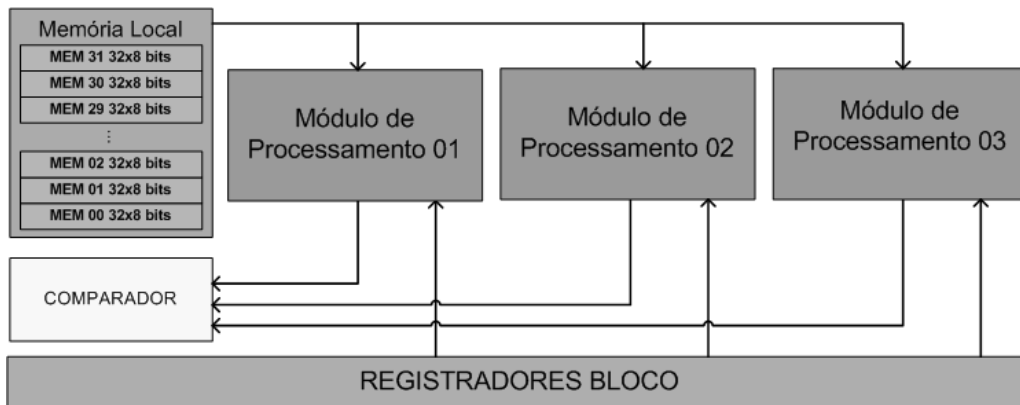 Memória Local
MEM 31 32x8 bits
MEM 30 32x8 bits
MEM 29 32x8 bits
⋮
MEM 02 32x8 bits
MEM 01 32x8 bits
MEM 00 32x8 bits
Módulo de
Processamento 01
Módulo de
Processamento 02
Módulo de
Processamento 03
COMPARADOR
REGISTRADORES BLOCO